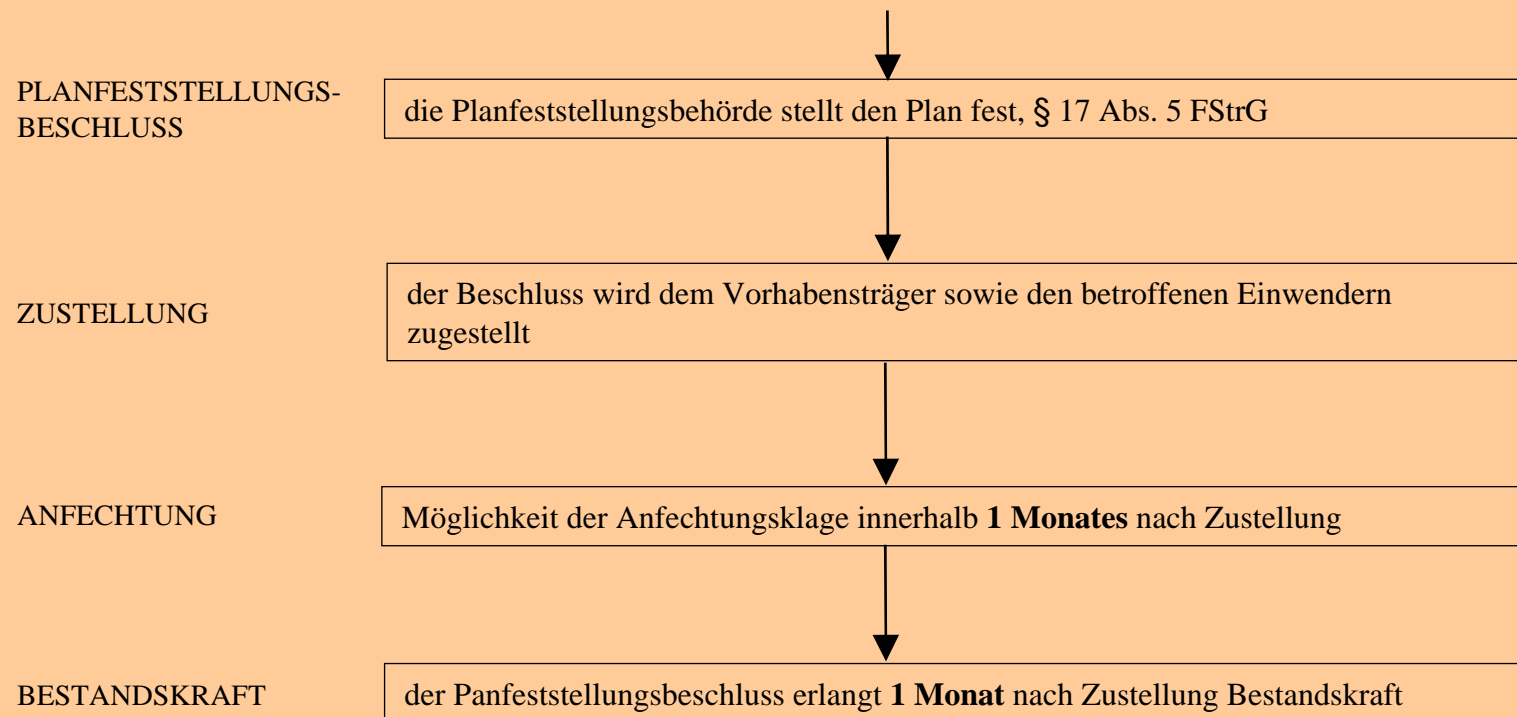 PLANFESTSTELLUNGS-
BESCHLUSS
die Planfeststellungsbehörde stellt den Plan fest, § 17 Abs. 5 FStrG
ZUSTELLUNG
der Beschluss wird dem Vorhabensträger sowie den betroffenen Einwendern
zugestellt
ANFECHTUNG
Möglichkeit der Anfechtungsklage innerhalb 1 Monates nach Zustellung
BESTANDSKRAFT
der Panfeststellungsbeschluss erlangt 1 Monat nach Zustellung Bestandskraft